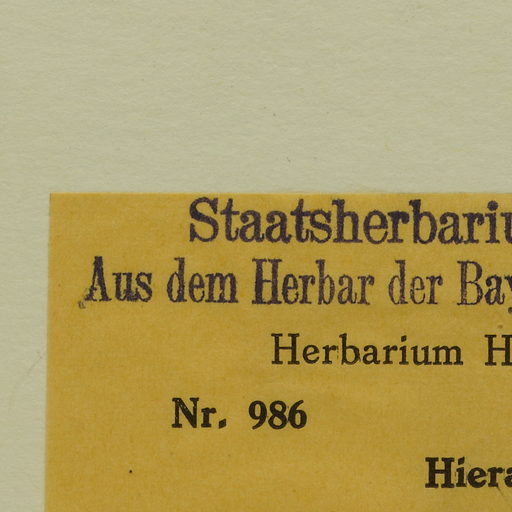 Staatsherbariu
Aus dem Herbar der Bay
Herbarium H
Nr. 986
Hiera